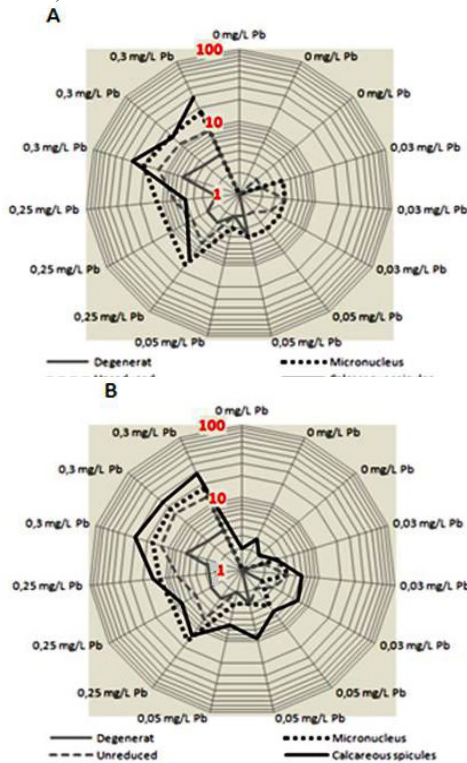 A
0 mg/L Pb
100
0,3 mg/L Pb
0 mg/L Pb
0,3 mg/L Pb
0 mg/L Pb
10
0,3 mg/L Pb
0,03 mg/L Pb
1
0,25 mg/L Pb
0,03 mg/L Pb
0,25 mg/L Pb
0,03 mg/L Pb
0,25 mg/L Pb
0,05 mg/L Pb
0,05 mg/L Pb
0,05 mg/L Pb
Degenerat
Micronucleus
B
0 mg/L Pb
100
0,3 mg/L Pb
0 mg/L Pb
0,3 mg/L Pb
0 mg/L Pb
10
0,3 mg/L Pb
0,03 mg/L Pb
1
0,25 mg/L Pb
0,03 mg/L Pb
0,25 mg/L Pb
0,03 mg/L Pb
0,25 mg/L Pb
0,05 mg/L Pb
0,05 mg/L Pb
0,05 mg/L Pb
Degenerat
Micronucleus
Unreduced
Calcareous spicules